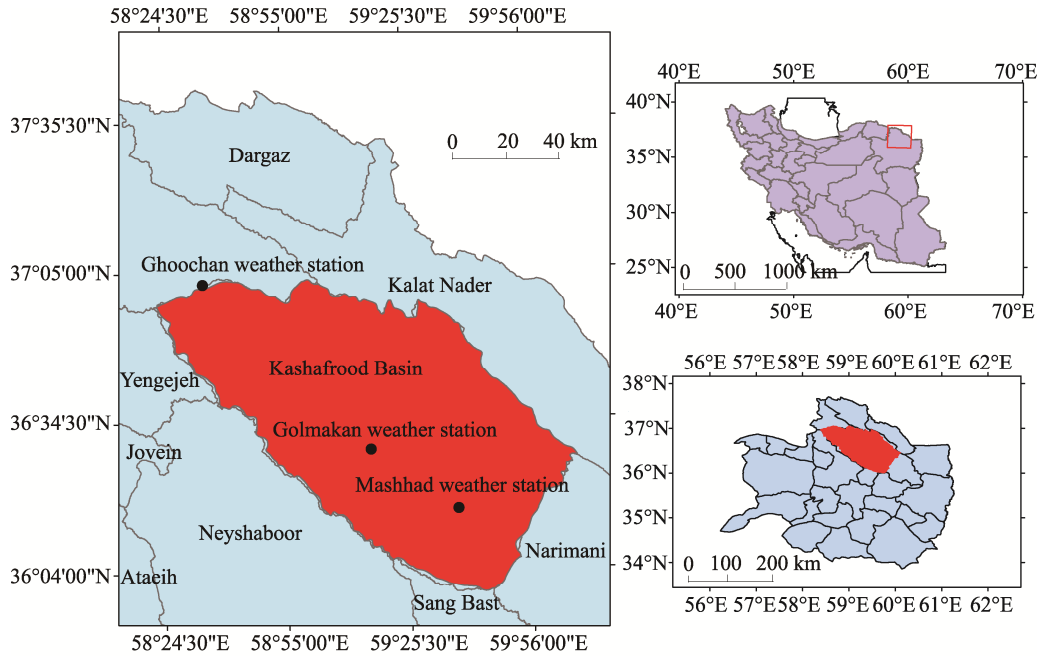 58°24'30"E 58°55'00"E 59°25'30"E 59°56'00"E
37°35'30"N
37°05'00"N
36°34'30"N
36°04'00"N
0 20 40 km
Dargaz
Ghoochan weather station
Kalat Nader
Kashafrood Basin
Yengejeh
Golmakan weather station
Jovein
Mashhad weather station
Neyshaboor
Narimani
Ataeih
Sang Bast
58°24'30"E 58°55'00"E 59°25'30"E 59°56'00"E
40°E 50°E 60°E 70°E
40°N
35°N
30°N
25°N
0 500 1000 km
40°E 50°E 60°E 70°E
56°E 57°E 58°E 59°E 60°E 61°E 62°E
38°N
37°N
36°N
35°N
34°N
0 100 200 km
56°E 57°E 58°E 59°E 60°E 61°E 62°E